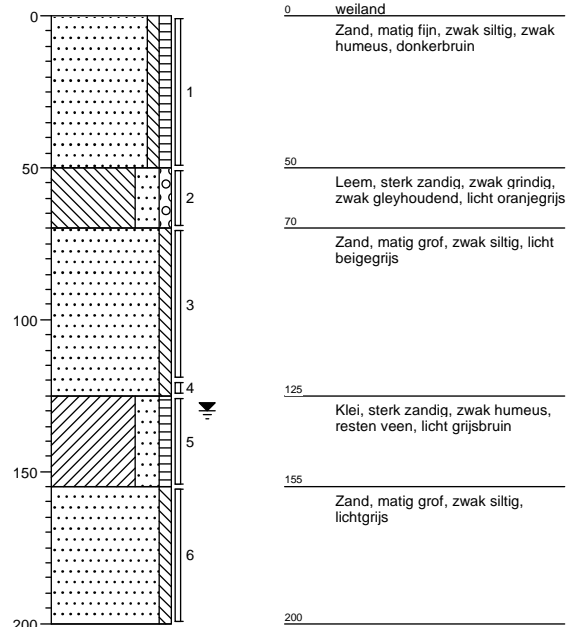 0
50
100
150
200
1
2
3
4
5
6
0 weiland
Zand, matig fijn, zwak siltig, zwak
humeus, donkerbruin
50
Leem, sterk zandig, zwak grindig,
zwak gleyhoudend, licht oranjegrijs
70
Zand, matig grof, zwak siltig, licht
beigegrijs
125
Klei, sterk zandig, zwak humeus,
resten veen, licht grijsbruin
155
Zand, matig grof, zwak siltig,
lichtgrijs
200